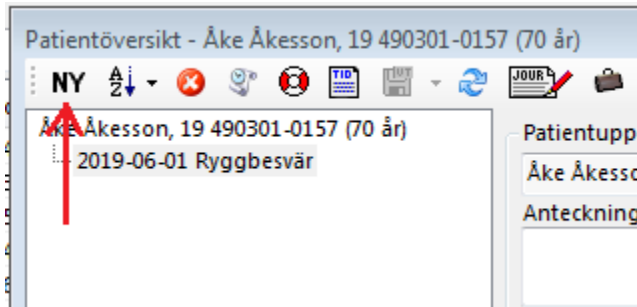 Patientöversikt - Åke Åkesson, 19 490301-0157 (70 år)
NY A Z TID JOUR
Åke Åkesson, 19 490301-0157 (70 år)
2019-06-01 Ryggbesvär
Patientupp
Åke Åkesso
Anteckning